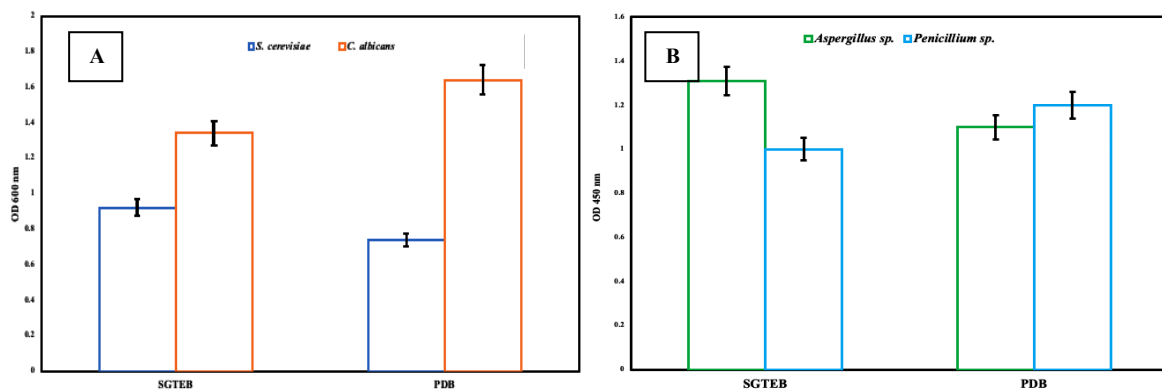 A
S. cerevisiae
C. albicans
OD 600 nm
2
1.8
1.6
1.4
1.2
1
0.8
0.6
0.4
0.2
0
SGTEB
PDB
B
Aspergillus sp.
Penicillium sp.
OD 450 nm
1.6
1.4
1.2
1
0.8
0.6
0.4
0.2
0
SGTEB
PDB